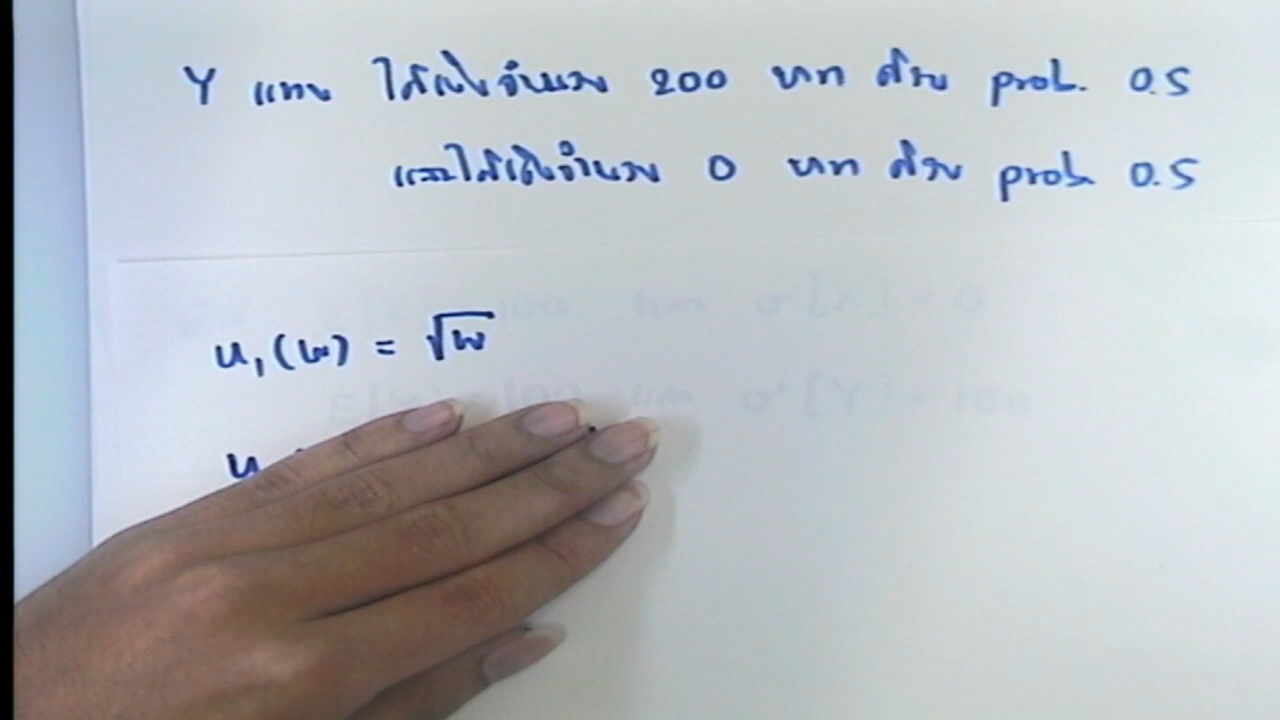 Y แทน ได้เงินจำนวน 200 บาท ด้วย prob. 0.5
และได้เงินจำนวน 0 บาท ด้วย prob. 0.5
u₁(w) = √w
u